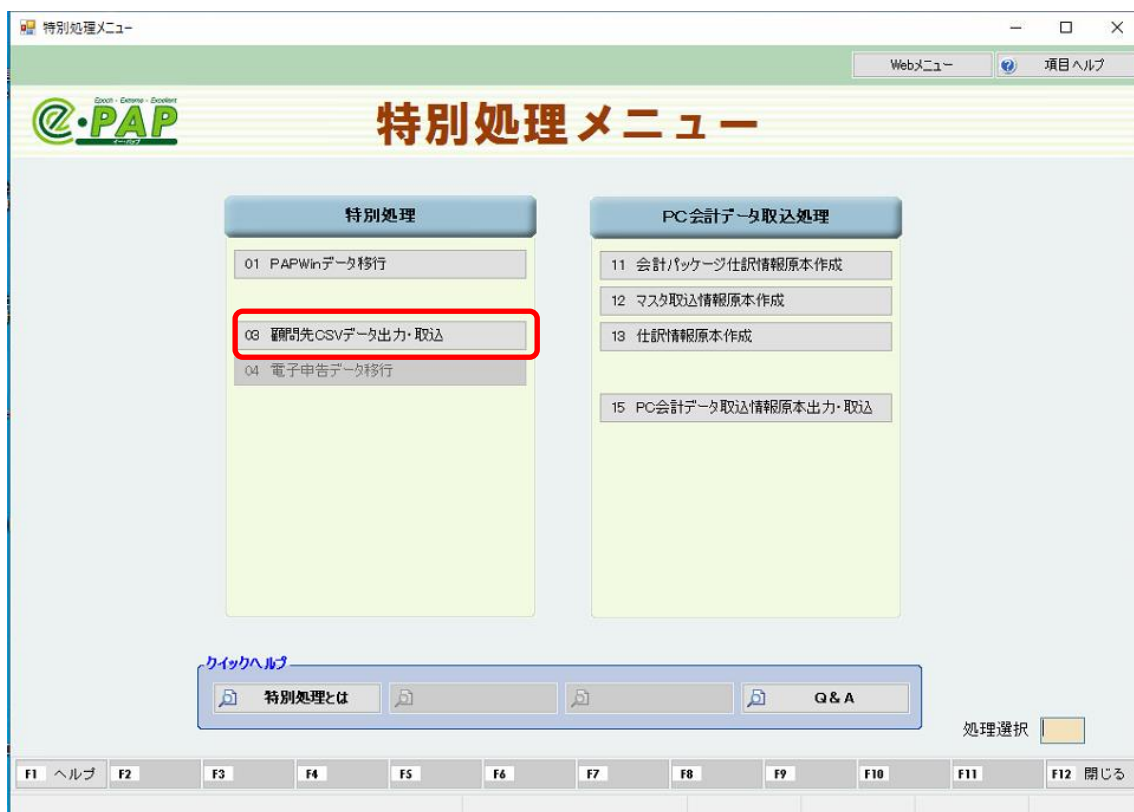 特別処理メニュー
Webメニュー
項目ヘルプ
Epoch・Extreme・Excellent
e・PAP
イー・パップ
特別処理メニュー
特別処理
01 PAPWinデータ移行
03 顧問先CSVデータ出力・取込
04 電子申告データ移行
PC会計データ取込処理
11 会計パッケージ仕訳情報原本作成
12 マスタ取込情報原本作成
13 仕訳情報原本作成
15 PC会計データ取込情報原本出力・取込
クイックヘルプ
特別処理とは
Q&A
処理選択
F1 ヘルプ F2 F3 F4 F5 F6 F7 F8 F9 F10 F11 F12 閉じる